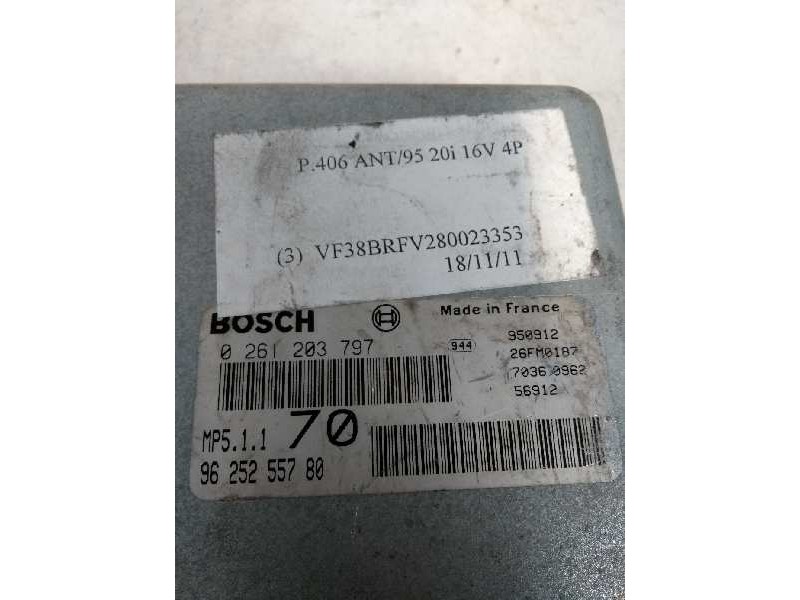 P.406 ANT/95 20i 16V 4P
(3) VF38BRFV280023353
18/11/11
BOSCH
Made in France
0 261 203 797
944
950912
26FM0187
7036 0962
56912
MP5.1.1 70
96 252 557 80